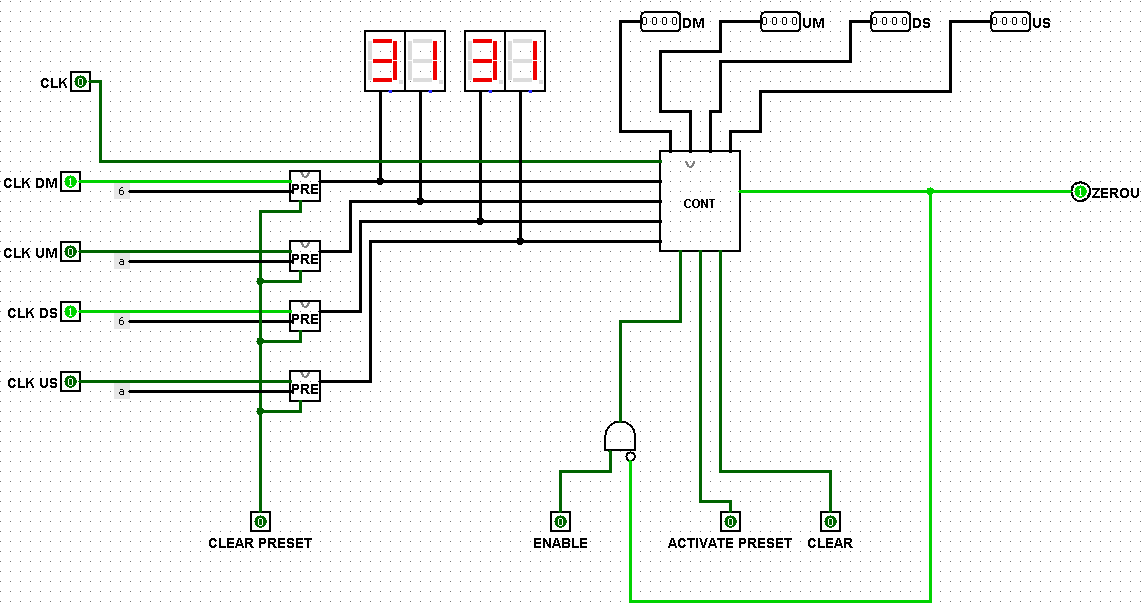 0000 DM 0000 UM 0000 DS 0000 US
31 31
CLK 0
CLK DM 1
6
PRE
CLK UM 0
a
PRE
CLK DS 1
6
PRE
CLK US 0
a
PRE
CONT
1 ZEROU
0
CLEAR PRESET
0
ENABLE
0
ACTIVATE PRESET
0
CLEAR